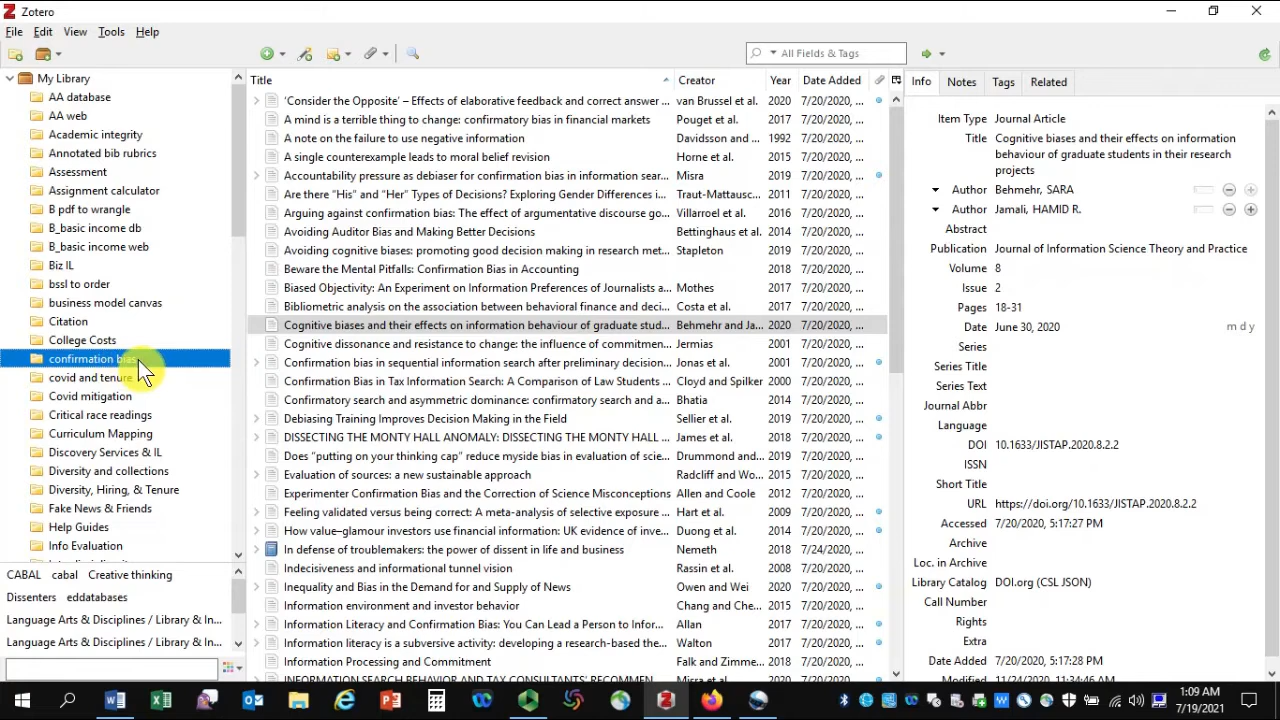 Zotero
File Edit View Tools Help
All Fields & Tags
My Library
AA database
AA web
Academic integrity
Annotated bib rubrics
Assessment
Assignment calculator
B pdf to wrangle
B_basic income db
B_basic income web
Biz IL
bssl to order
business model canvas
Citation
College Costs
confirmation bias
covid and tenure
Covid mitigation
Critical race readings
Curriculum Mapping
Discovery Services & IL
Diversity and collections
Diversity, Hiring, & Tenure
Fake News & Friends
Help Guides
Info Evaluation
CABAL cabal Creative thinking
Dissenters eddatabases
Language Arts & Disciplines / Library & In...
Language Arts & Disciplines / Library & In...
Title Creator Year Date Added
'Consider the Opposite' – Effects of elaborative feedback and correct answer ... van Brussel et al. 2020 7/20/2020, ...
A mind is a terrible thing to change: confirmatory bias in financial markets Pouget et al. 2017 7/20/2020, ...
A note on the failure to use negative information Davidson and ... 1992 7/20/2020, ...
A single counterexample leads to moral belief revision Horne et al. 2015 7/20/2020, ...
Accountability pressure as debiaser for confirmation bias in information sear... Misra 2019 7/20/2020, ...
Are there "His" and "Her" Types of Decisions? Exploring Gender Differences i... Traut-Mattausc... 2011 7/20/2020, ...
Arguing against confirmation bias: The effect of argumentative discourse go... Villarroel et al. 2016 7/20/2020, ...
Avoiding Auditor Bias and Making Better Decisions Bettinghaus et al. 2014 7/20/2020, ...
Avoiding cognitive biases: promoting good decision making in research met... Stapleton 2019 7/20/2020, ...
Beware the Mental Pitfalls: Confirmation Bias in Accounting 2018 7/20/2020, ...
Biased Objectivity: An Experiment on Information Preferences of Journalists a... Mothes 2017 7/20/2020, ...
Bibliometric analysis on the association between behavioral finance and deci... Costa et al. 2017 7/20/2020, ...
Cognitive biases and their effects on information behaviour of graduate stud... Behmehr and Ja... 2020 7/20/2020, ...
Cognitive dissonance and resistance to change: the influence of commitmen... Jermias 2001 7/20/2020, ...
Confirmation bias in sequential information search after preliminary decision... Jonas et al. 2001 7/20/2020, ...
Confirmation Bias in Tax Information Search: A Comparison of Law Students ... Cloyd and Spilker 2000 7/20/2020, ...
Confirmatory search and asymmetric dominance: confirmatory search and a... Bhatia 2014 7/20/2020, ...
Debiasing Training Improves Decision Making in the Field Sellier et al. 2019 7/20/2020, ...
DISSECTING THE MONTY HALL ANOMALY: DISSECTING THE MONTY HALL ... James et al. 2018 7/20/2020, ...
Does "putting on your thinking-cap" reduce myside bias in evaluation of scie... Drummond and... 2019 7/20/2020, ...
Evaluation of sources: a new sustainable approach Radcliff and Wo... 2015 7/20/2020, ...
Experimenter Confirmation Bias and the Correction of Science Misconceptions Allen and Coole 2012 7/20/2020, ...
Feeling validated versus being correct: A meta-analysis of selective exposure ... Hart et al. 2009 7/20/2020, ...
How value–glamour investors use financial information: UK evidence of inve... Duong et al. 2014 7/20/2020, ...
In defense of troublemakers: the power of dissent in life and business Nemeth 2018 7/24/2020, ...
Indecisiveness and informational tunnel vision Rassin et al. 2008 7/20/2020, ...
Inequality and Bias in the Demand for and Supply of News Owen and Wei 2020 7/20/2020, ...
Information environment and investor behavior Chang and Che... 2015 7/20/2020, ...
Information Literacy and Confirmation Bias: You Can Lead a Person to Infor... Allan 2017 7/20/2020, ...
Information literacy is a subversive activity: developing a research-based the... Walton 2017 7/20/2020, ...
Information Processing and Commitment Farkas and Zimme... 2018 7/20/2020, ...
Info Notes Tags Related
Item Type Journal Article
Title Cognitive biases and their effects on information
behaviour of graduate students in their research
projects
Author Behmehr, SARA
Author Jamali, HAMID R.
Abstract
Publication Journal of Information Science Theory and Practice
Volume 8
Issue 2
Pages 18-31
Date June 30, 2020 m d y
Series
Series Title
Series Text
Journal Abbr
Language
DOI 10.1633/JISTAP.2020.8.2.2
ISSN
Short Title
URL https://doi.org/10.1633/JISTAP.2020.8.2.2
Accessed 7/20/2020, 5:17:27 PM
Archive
Loc. in Archive
Library Catalog DOI.org (CSL JSON)
Call Number
Rights
Extra
Date Added 7/20/2020, 5:17:28 PM
1:09 AM
7/19/2021